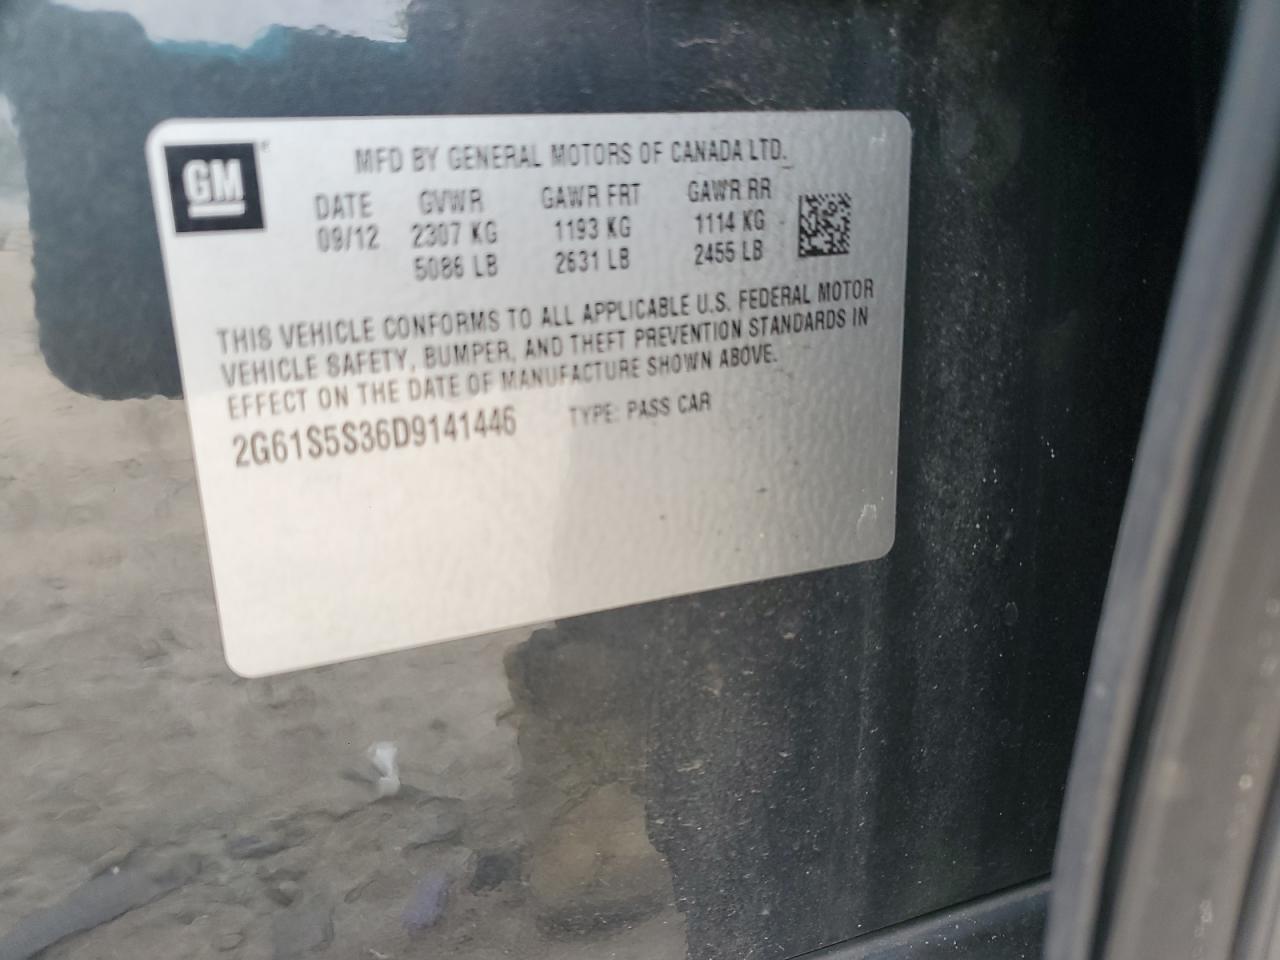 GM
MFD BY GENERAL MOTORS OF CANADA LTD.
DATE GVWR GAWR FRT GAWR RR
09/12 2307 KG 1193 KG 1114 KG
5086 LB 2631 LB 2455 LB
THIS VEHICLE CONFORMS TO ALL APPLICABLE U.S. FEDERAL MOTOR
VEHICLE SAFETY, BUMPER, AND THEFT PREVENTION STANDARDS IN
EFFECT ON THE DATE OF MANUFACTURE SHOWN ABOVE.
2G61S5S36D9141446 TYPE: PASS CAR